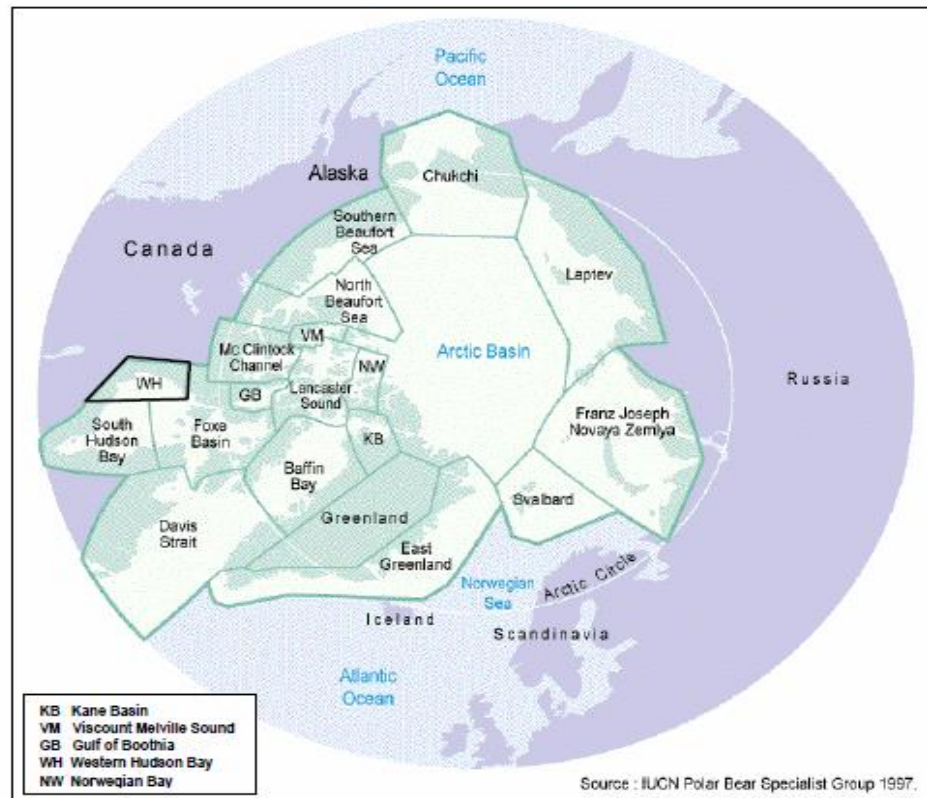 Pacific
Ocean
Alaska
Chukchi
Southern
Beaufort
Sea
Canada
Laptev
North
Beaufort
Sea
VM
Mc Clintock
Channel
Arctic Basin
NW
Russia
WH
GB
Lancaster
Sound
South
Hudson
Bay
Foxe
Basin
Franz Joseph
Novaya Zemlya
KB
Baffin
Bay
Svalbard
Greenland
Davis
Strait
East
Greenland
Norwegian
Sea
Arctic Circle
Iceland
Scandinavia
Atlantic
Ocean
KB Kane Basin
VM Viscount Melville Sound
GB Gulf of Boothia
WH Western Hudson Bay
NW Norwegian Bay
Source : IUCN Polar Bear Specialist Group 1997.